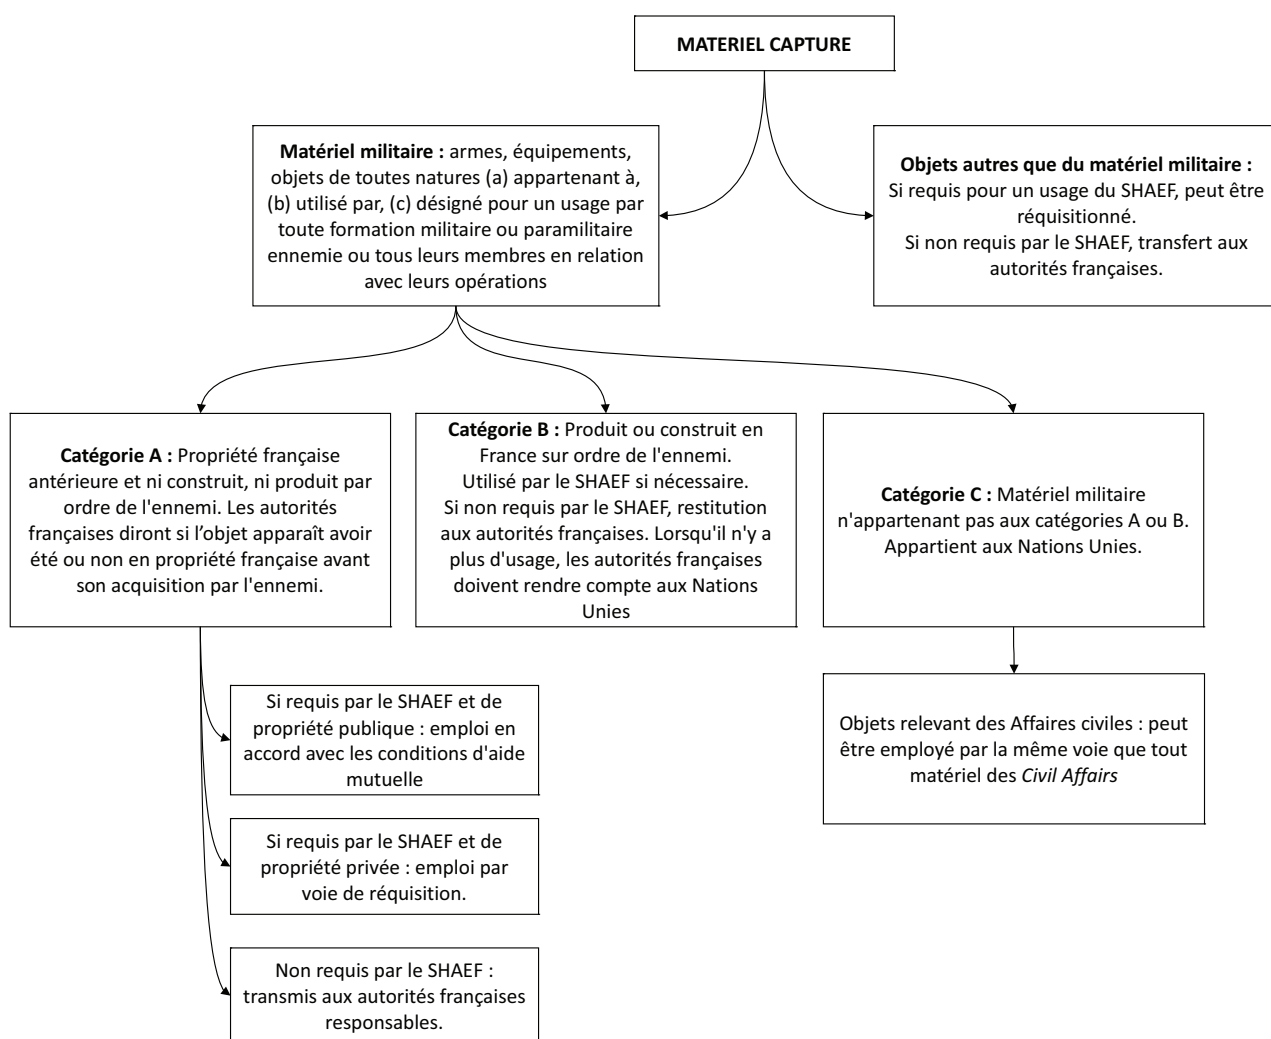 MATERIEL CAPTURE
Matériel militaire : armes, équipements,
objets de toutes natures (a) appartenant à,
(b) utilisé par, (c) désigné pour un usage par
toute formation militaire ou paramilitaire
ennemie ou tous leurs membres en relation
avec leurs opérations
Objets autres que du matériel militaire :
Si requis pour un usage du SHAEF, peut être
réquisitionné.
Si non requis par le SHAEF, transfert aux
autorités françaises.
Catégorie A : Propriété française
antérieure et ni construit, ni produit par
ordre de l'ennemi. Les autorités
françaises diront si l’objet apparaît avoir
été ou non en propriété française avant
son acquisition par l'ennemi.
Catégorie B : Produit ou construit en
France sur ordre de l'ennemi.
Utilisé par le SHAEF si nécessaire.
Si non requis par le SHAEF, restitution
aux autorités françaises. Lorsqu'il n'y a
plus d'usage, les autorités françaises
doivent rendre compte aux Nations
Unies
Catégorie C : Matériel militaire
n'appartenant pas aux catégories A ou B.
Appartient aux Nations Unies.
Si requis par le SHAEF et de
propriété publique : emploi en
accord avec les conditions d'aide
mutuelle
Objets relevant des Affaires civiles : peut
être employé par la même voie que tout
matériel des Civil Affairs
Si requis par le SHAEF et de
propriété privée : emploi par
voie de réquisition.
Non requis par le SHAEF :
transmis aux autorités françaises
responsables.